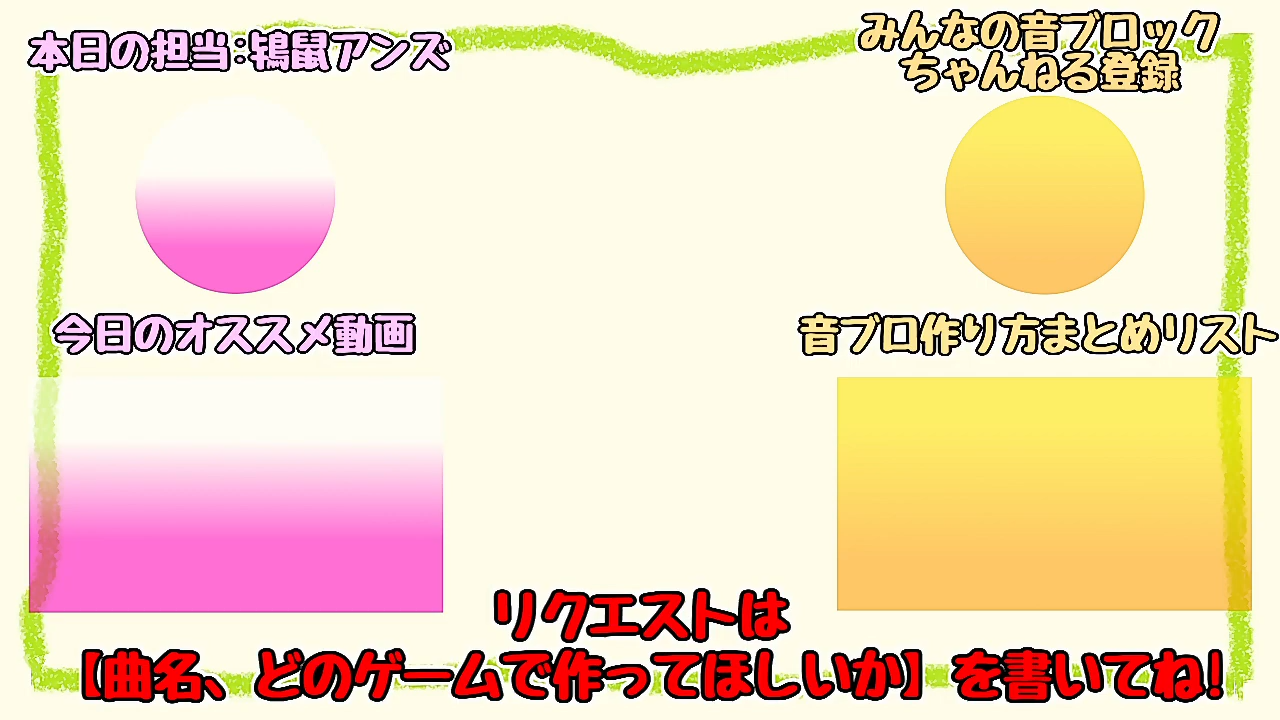 本日の担当:鴇鼠アンズ
みんなの音ブロック
ちゃんねる登録
今日のオススメ動画
音ブロ作り方まとめリスト
リクエストは
【曲名、どのゲームで作ってほしいか】を書いてね!